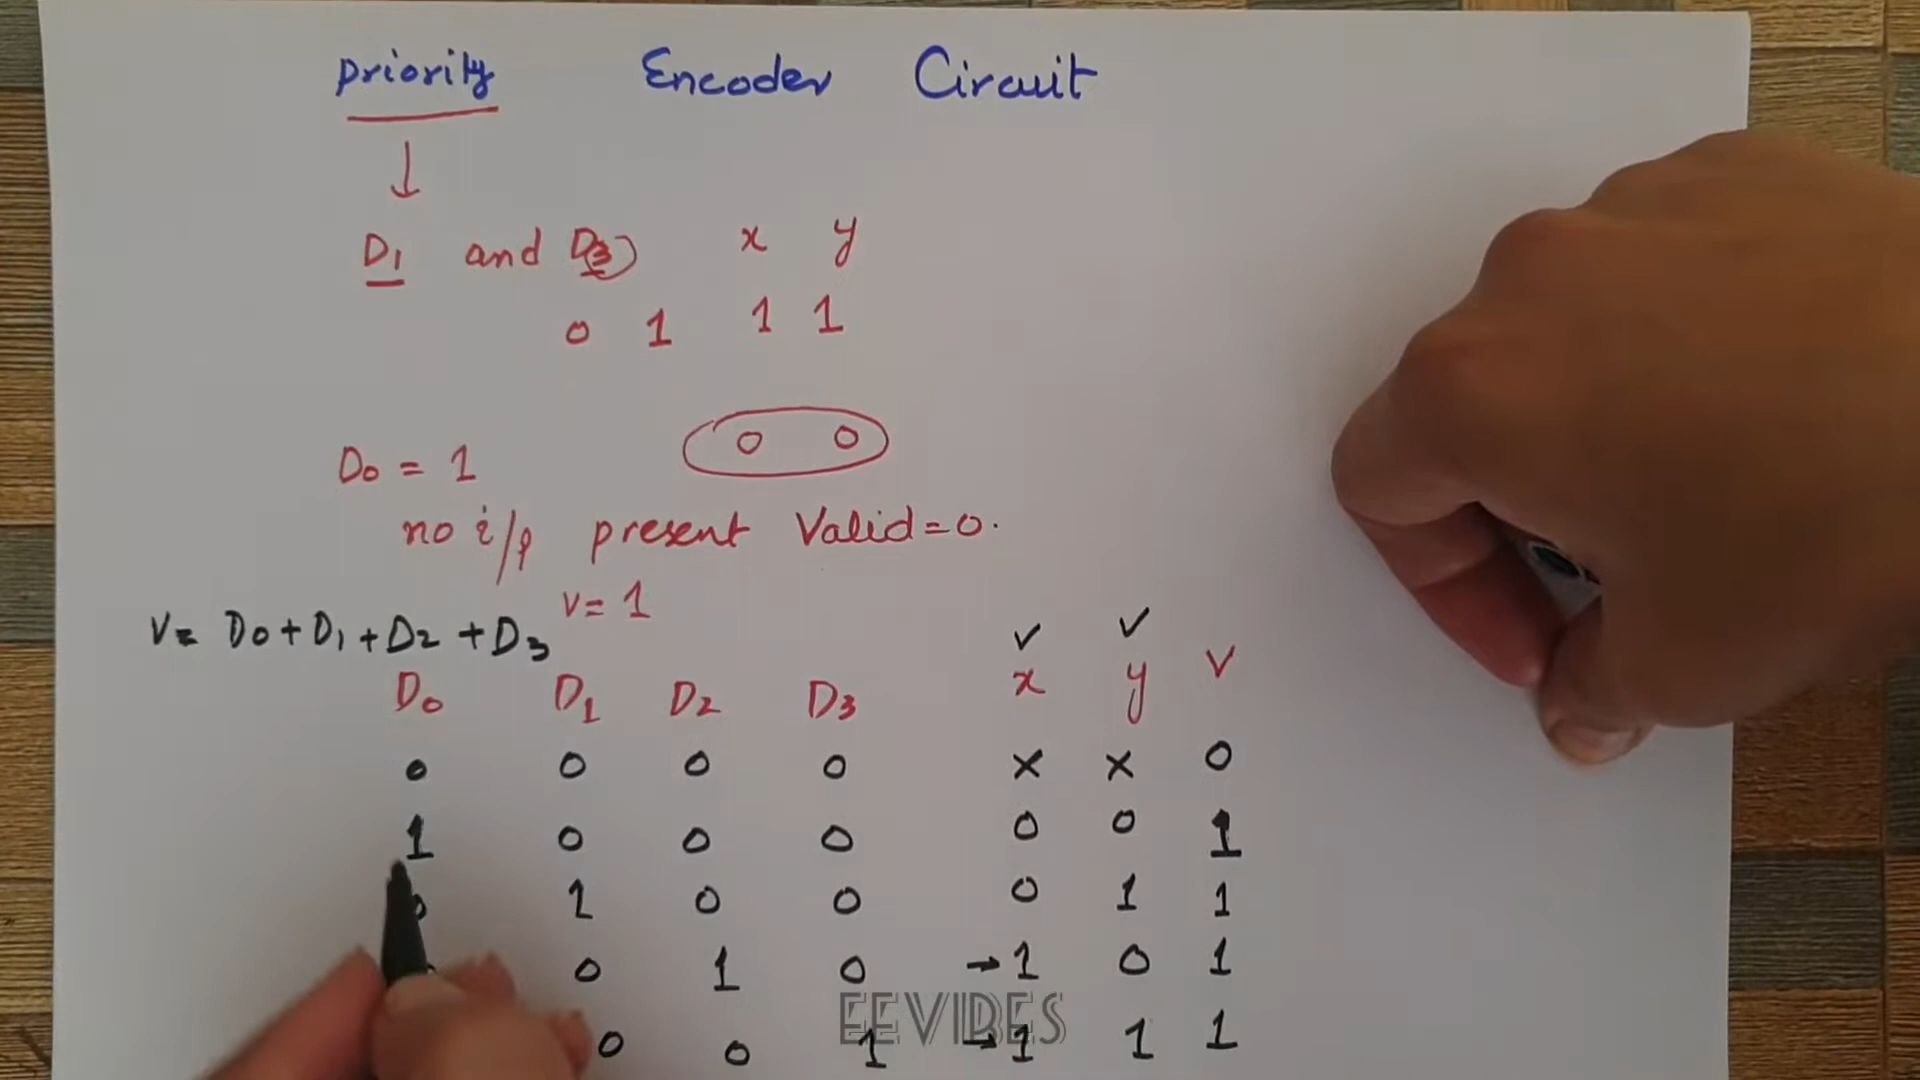 priority Encoder Circuit
↓
D1 and D3 x y
0 1 1 1
0 0
D0 = 1
no i/p present Valid=0.
v= 1
V= D0+D1+D2+D3
✓ ✓
D0 D1 D2 D3 x y v
0 0 0 0 x x 0
1 0 0 0 0 0 1
0 1 0 0 0 1 1
0 1 0 →1 0 1
0 0 1 →1 1 1
EEVIBES